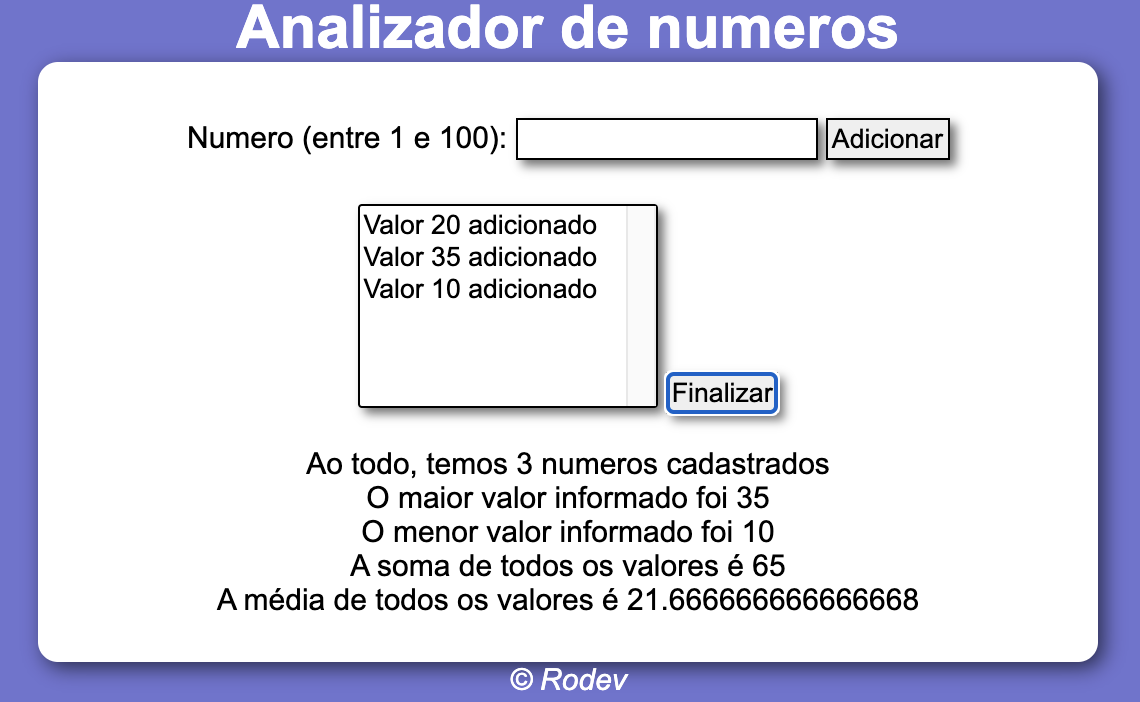 Analizador de numeros
Numero (entre 1 e 100): Adicionar
Valor 20 adicionado
Valor 35 adicionado
Valor 10 adicionado
Finalizar
Ao todo, temos 3 numeros cadastrados
O maior valor informado foi 35
O menor valor informado foi 10
A soma de todos os valores é 65
A média de todos os valores é 21.666666666666668
© Rodev